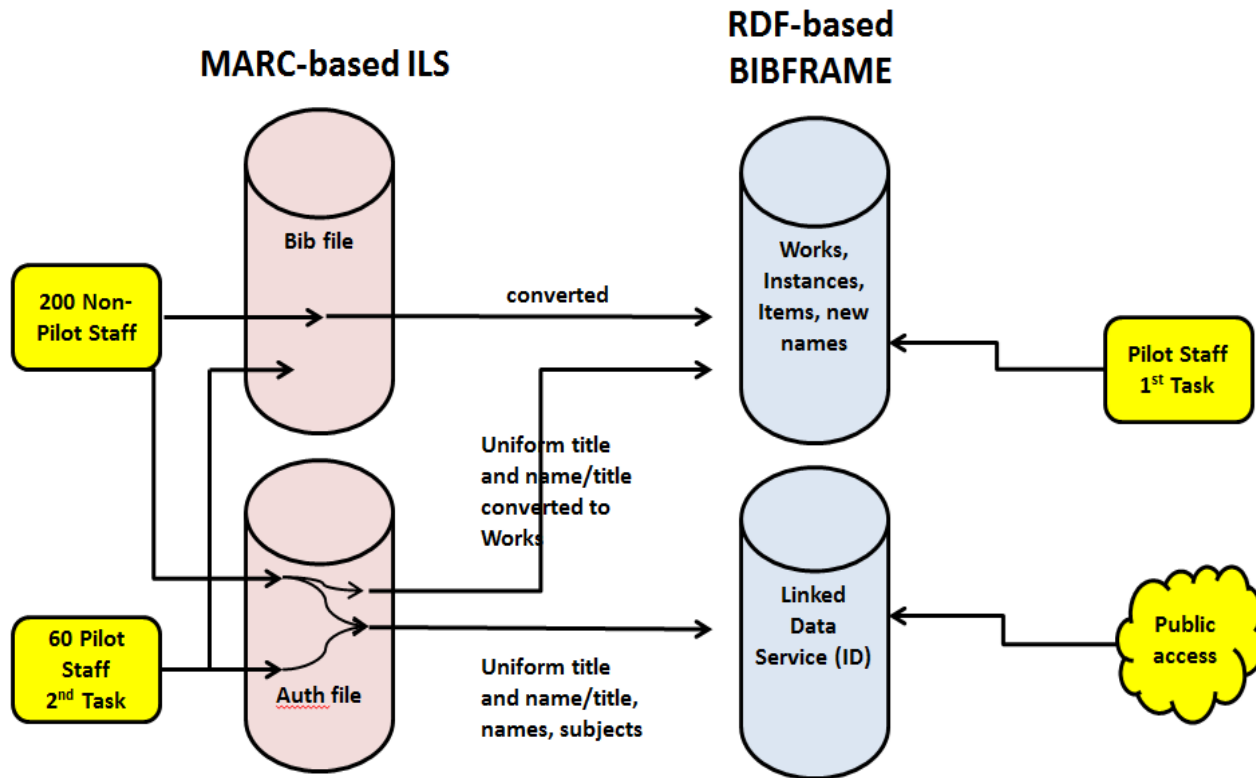 MARC-based ILS
RDF-based
BIBFRAME
Bib file
200 Non-
Pilot Staff
converted
Works,
Instances,
Items, new
names
Pilot Staff
1st Task
Uniform title
and name/title
converted to
Works
60 Pilot
Staff
2nd Task
Auth file
Uniform title
and name/title,
names, subjects
Linked
Data
Service (ID)
Public
access